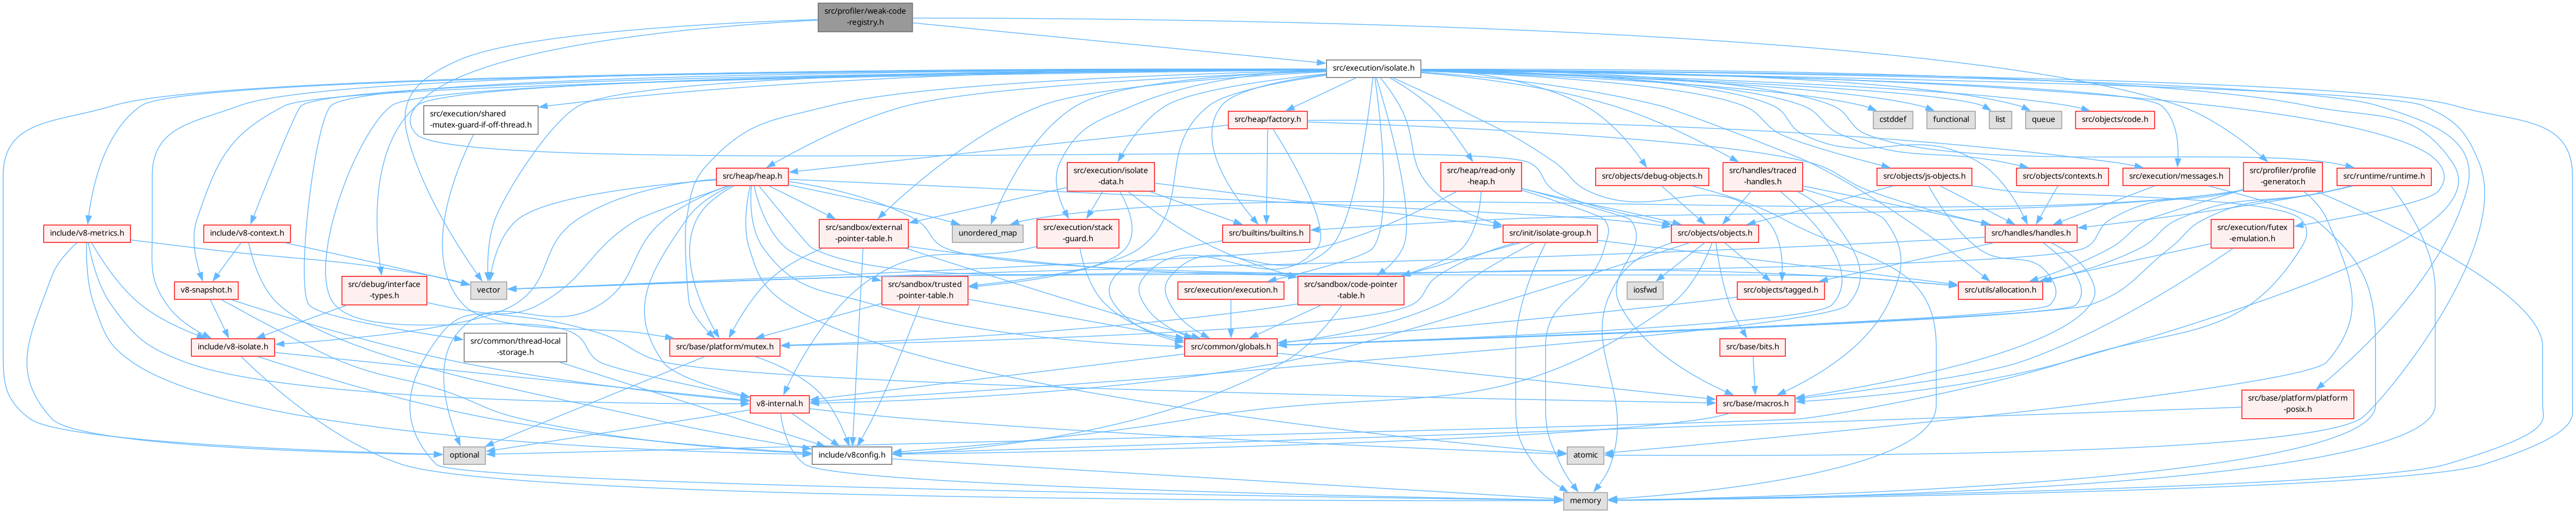 src/profiler/weak-code
-registry.h
src/execution/isolate.h
src/execution/shared
-mutex-guard-if-off-thread.h
src/heap/factory.h
cstddef
functional
list
queue
src/objects/code.h
src/heap/heap.h
src/execution/isolate
-data.h
src/heap/read-only
-heap.h
src/objects/debug-objects.h
src/handles/traced
-handles.h
src/objects/js-objects.h
src/objects/contexts.h
src/execution/messages.h
src/profiler/profile
-generator.h
src/runtime/runtime.h
include/v8-metrics.h
include/v8-context.h
src/sandbox/external
-pointer-table.h
unordered_map
src/execution/stack
-guard.h
src/builtins/builtins.h
src/init/isolate-group.h
src/objects/objects.h
src/handles/handles.h
src/execution/futex
-emulation.h
v8-snapshot.h
src/debug/interface
-types.h
vector
src/sandbox/trusted
-pointer-table.h
src/execution/execution.h
src/sandbox/code-pointer
-table.h
iosfwd
src/objects/tagged.h
src/utils/allocation.h
include/v8-isolate.h
src/common/thread-local
-storage.h
src/base/platform/mutex.h
src/common/globals.h
src/base/bits.h
v8-internal.h
src/base/macros.h
src/base/platform/platform
-posix.h
optional
include/v8config.h
atomic
memory